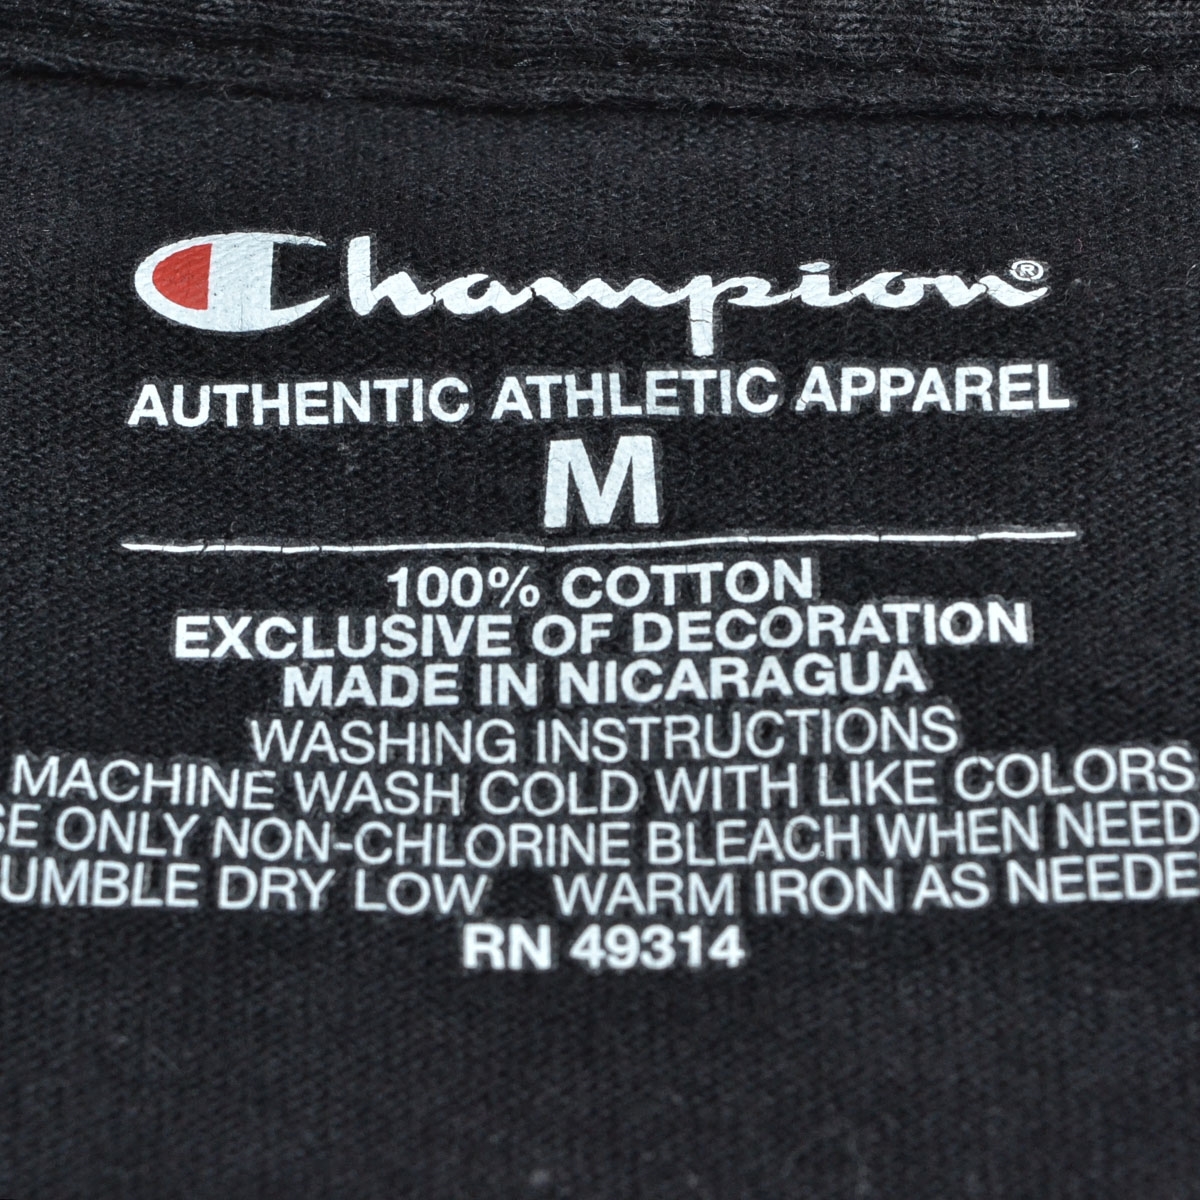 Champion®
AUTHENTIC ATHLETIC APPAREL
M
100% COTTON
EXCLUSIVE OF DECORATION
MADE IN NICARAGUA
WASHING INSTRUCTIONS
MACHINE WASH COLD WITH LIKE COLORS
SE ONLY NON-CHLORINE BLEACH WHEN NEED
UMBLE DRY LOW WARM IRON AS NEEDE
RN 49314